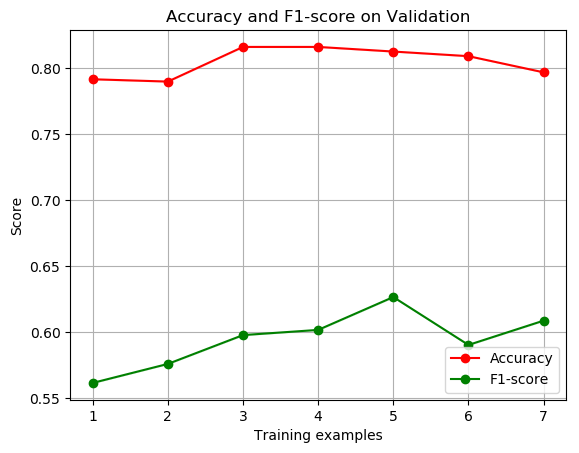 Accuracy and F1-score on Validation
Score
0.80
0.75
0.70
0.65
0.60
0.55
Accuracy
F1-score
1 2 3 4 5 6 7
Training examples